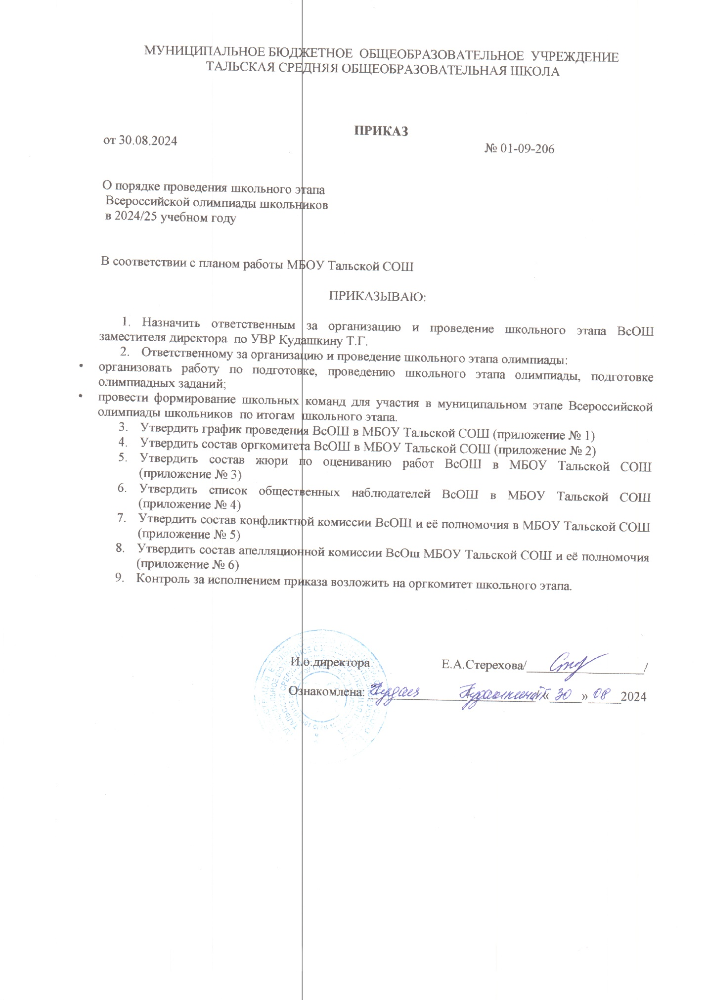 МУНИЦИПАЛЬНОЕ БЮДЖЕТНОЕ ОБЩЕОБРАЗОВАТЕЛЬНОЕ УЧРЕЖДЕНИЕ
ТАЛЬСКАЯ СРЕДНЯЯ ОБЩЕОБРАЗОВАТЕЛЬНАЯ ШКОЛА
ПРИКАЗ
от 30.08.2024
№ 01-09-206
О порядке проведения школьного этапа
Всероссийской олимпиады школьников
в 2024/25 учебном году
В соответствии с планом работы МБОУ Тальской СОШ
ПРИКАЗЫВАЮ:
1. Назначить ответственным за организацию и проведение школьного этапа ВсОШ
заместителя директора по УВР Кудашкину Т.Г.
2. Ответственному за организацию и проведение школьного этапа олимпиады:
• организовать работу по подготовке, проведению школьного этапа олимпиады, подготовке
олимпиадных заданий;
• провести формирование школьных команд для участия в муниципальном этапе Всероссийской
олимпиады школьников по итогам школьного этапа.
3. Утвердить график проведения ВсОШ в МБОУ Тальской СОШ (приложение № 1)
4. Утвердить состав оргкомитета ВсОШ в МБОУ Тальской СОШ (приложение № 2)
5. Утвердить состав жюри по оцениванию работ ВсОШ в МБОУ Тальской СОШ
(приложение № 3)
6. Утвердить список общественных наблюдателей ВсОШ в МБОУ Тальской СОШ
(приложение № 4)
7. Утвердить состав конфликтной комиссии ВсОШ и её полномочия в МБОУ Тальской СОШ
(приложение № 5)
8. Утвердить состав апелляционной комиссии ВсОш МБОУ Тальской СОШ и её полномочия
(приложение № 6)
9. Контроль за исполнением приказа возложить на оргкомитет школьного этапа.
И.о.директора Е.А.Стерехова/ /
Ознакомлена: / «30» 08 2024